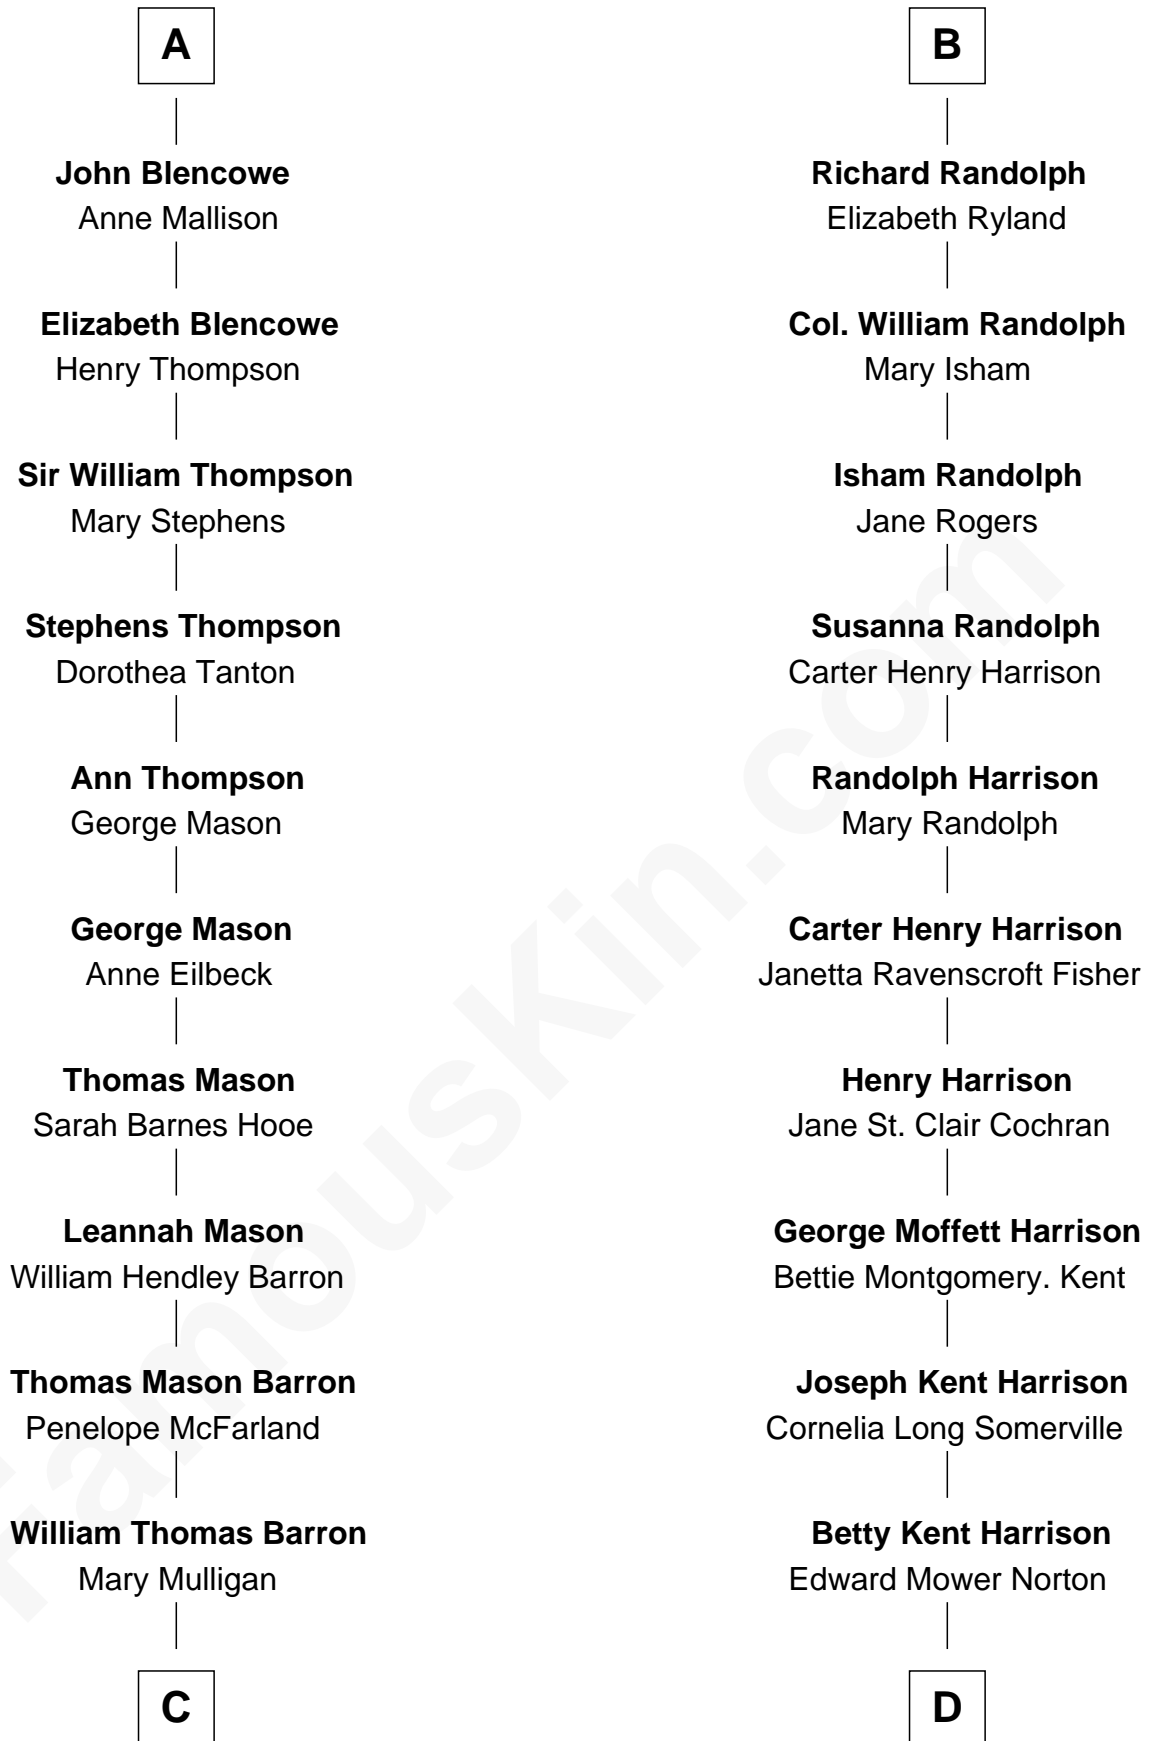 A
John Blencowe
Anne Mallison
Elizabeth Blencowe
Henry Thompson
Sir William Thompson
Mary Stephens
Stephens Thompson
Dorothea Tanton
Ann Thompson
George Mason
George Mason
Anne Eilbeck
Thomas Mason
Sarah Barnes Hooe
Leannah Mason
William Hendley Barron
Thomas Mason Barron
Penelope McFarland
William Thomas Barron
Mary Mulligan
C
B
Richard Randolph
Elizabeth Ryland
Col. William Randolph
Mary Isham
Isham Randolph
Jane Rogers
Susanna Randolph
Carter Henry Harrison
Randolph Harrison
Mary Randolph
Carter Henry Harrison
Janetta Ravenscroft Fisher
Henry Harrison
Jane St. Clair Cochran
George Moffett Harrison
Bettie Montgomery. Kent
Joseph Kent Harrison
Cornelia Long Somerville
Betty Kent Harrison
Edward Mower Norton
D
FamousKin.com